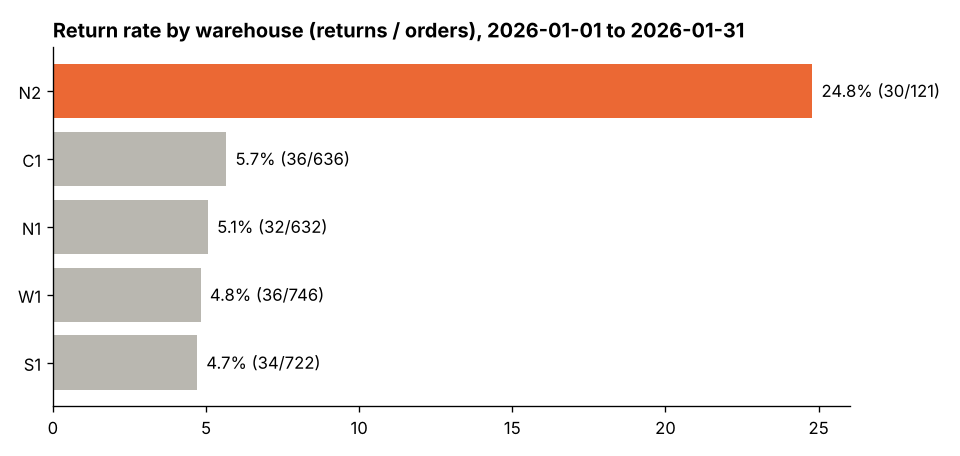 Return rate by warehouse (returns / orders), 2026-01-01 to 2026-01-31
N2 24.8% (30/121)
C1 5.7% (36/636)
N1 5.1% (32/632)
W1 4.8% (36/746)
S1 4.7% (34/722)
0 5 10 15 20 25